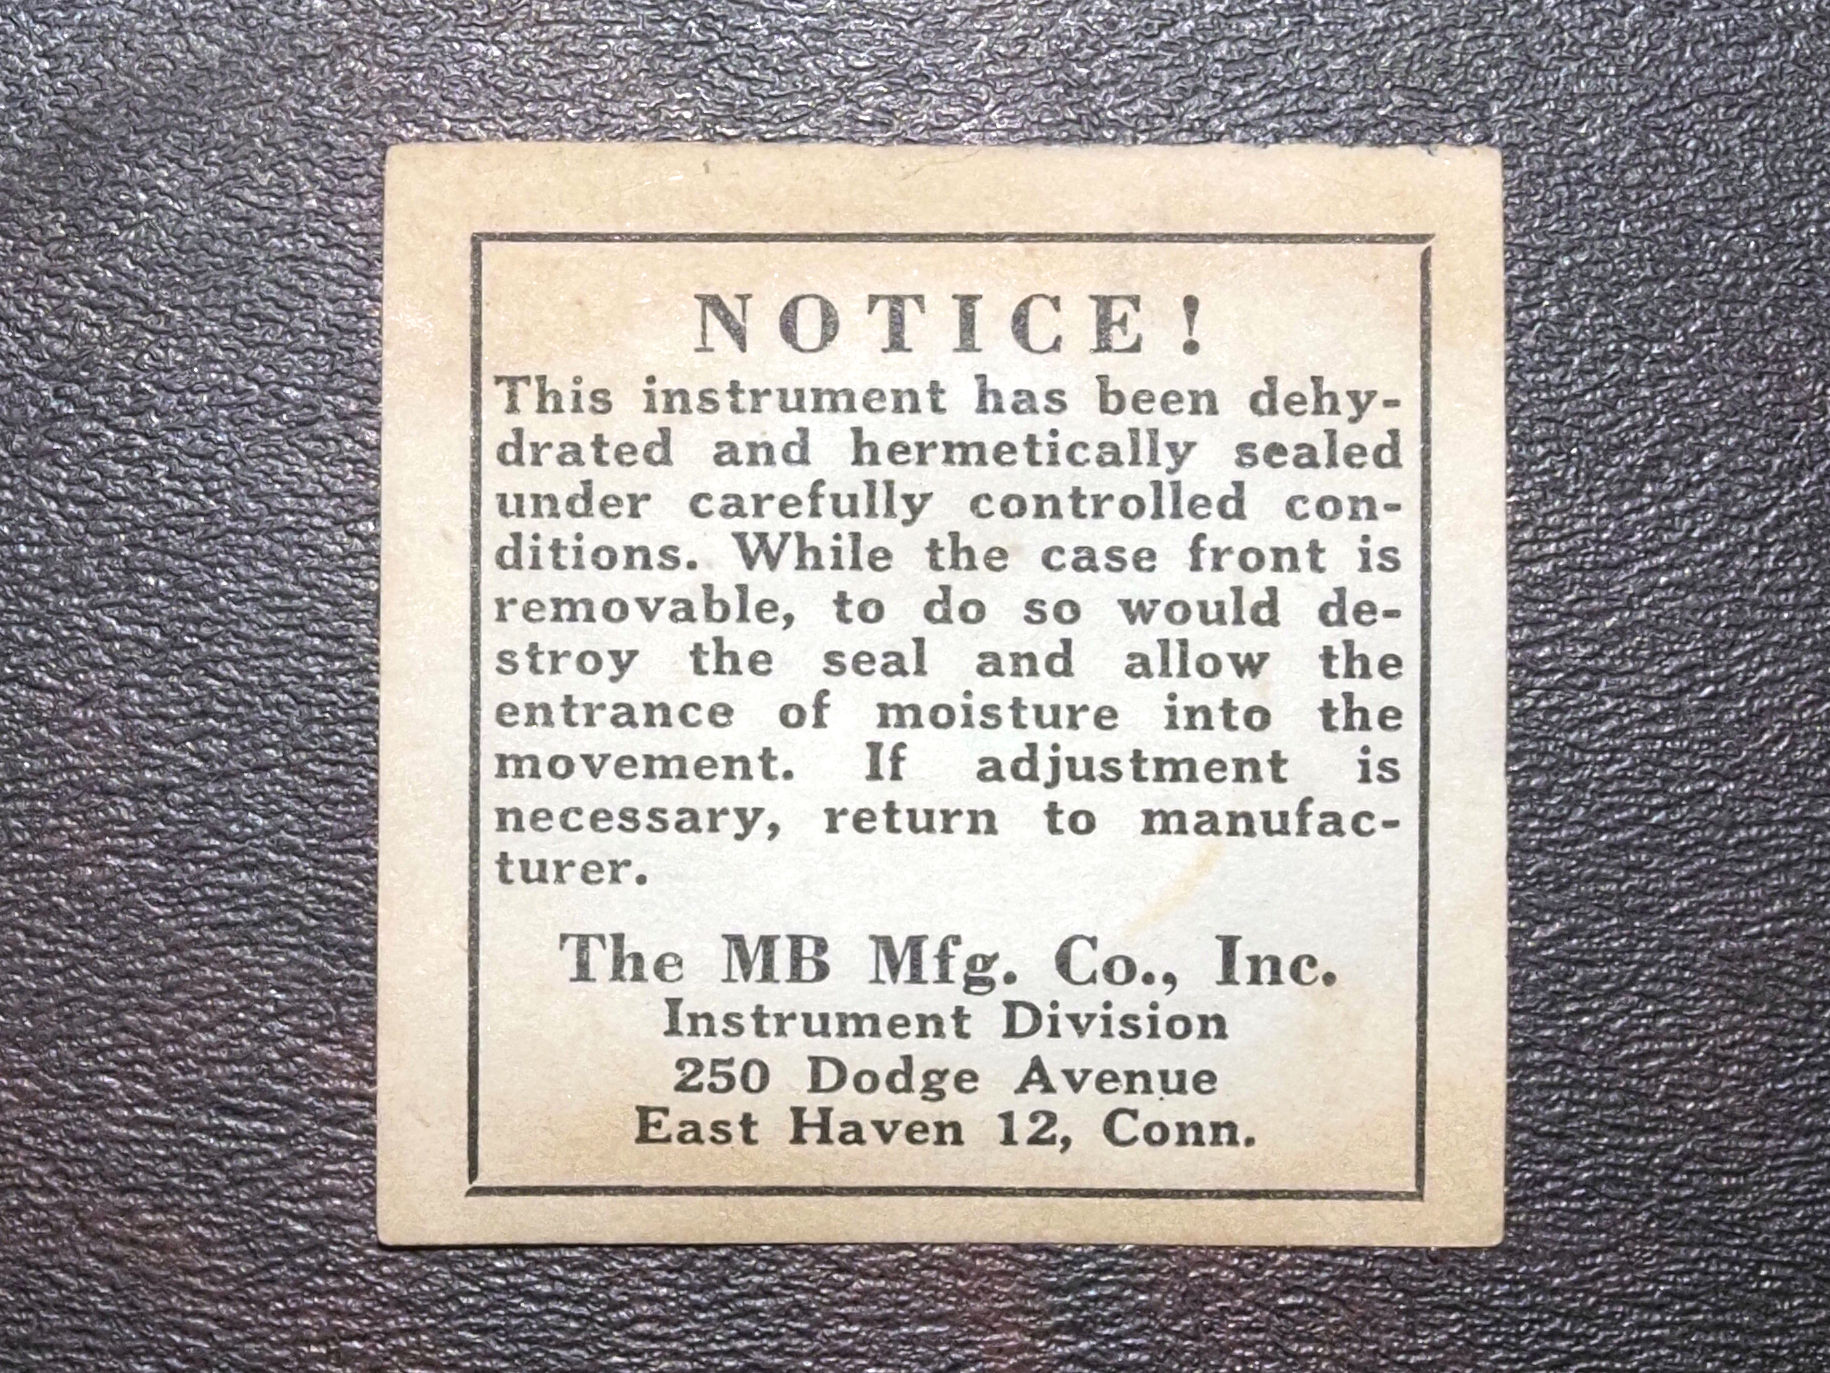 NOTICE!
This instrument has been dehy-
drated and hermetically sealed
under carefully controlled con-
ditions. While the case front is
removable, to do so would de-
stroy the seal and allow the
entrance of moisture into the
movement. If adjustment is
necessary, return to manufac-
turer.
The MB Mfg. Co., Inc.
Instrument Division
250 Dodge Avenue
East Haven 12, Conn.